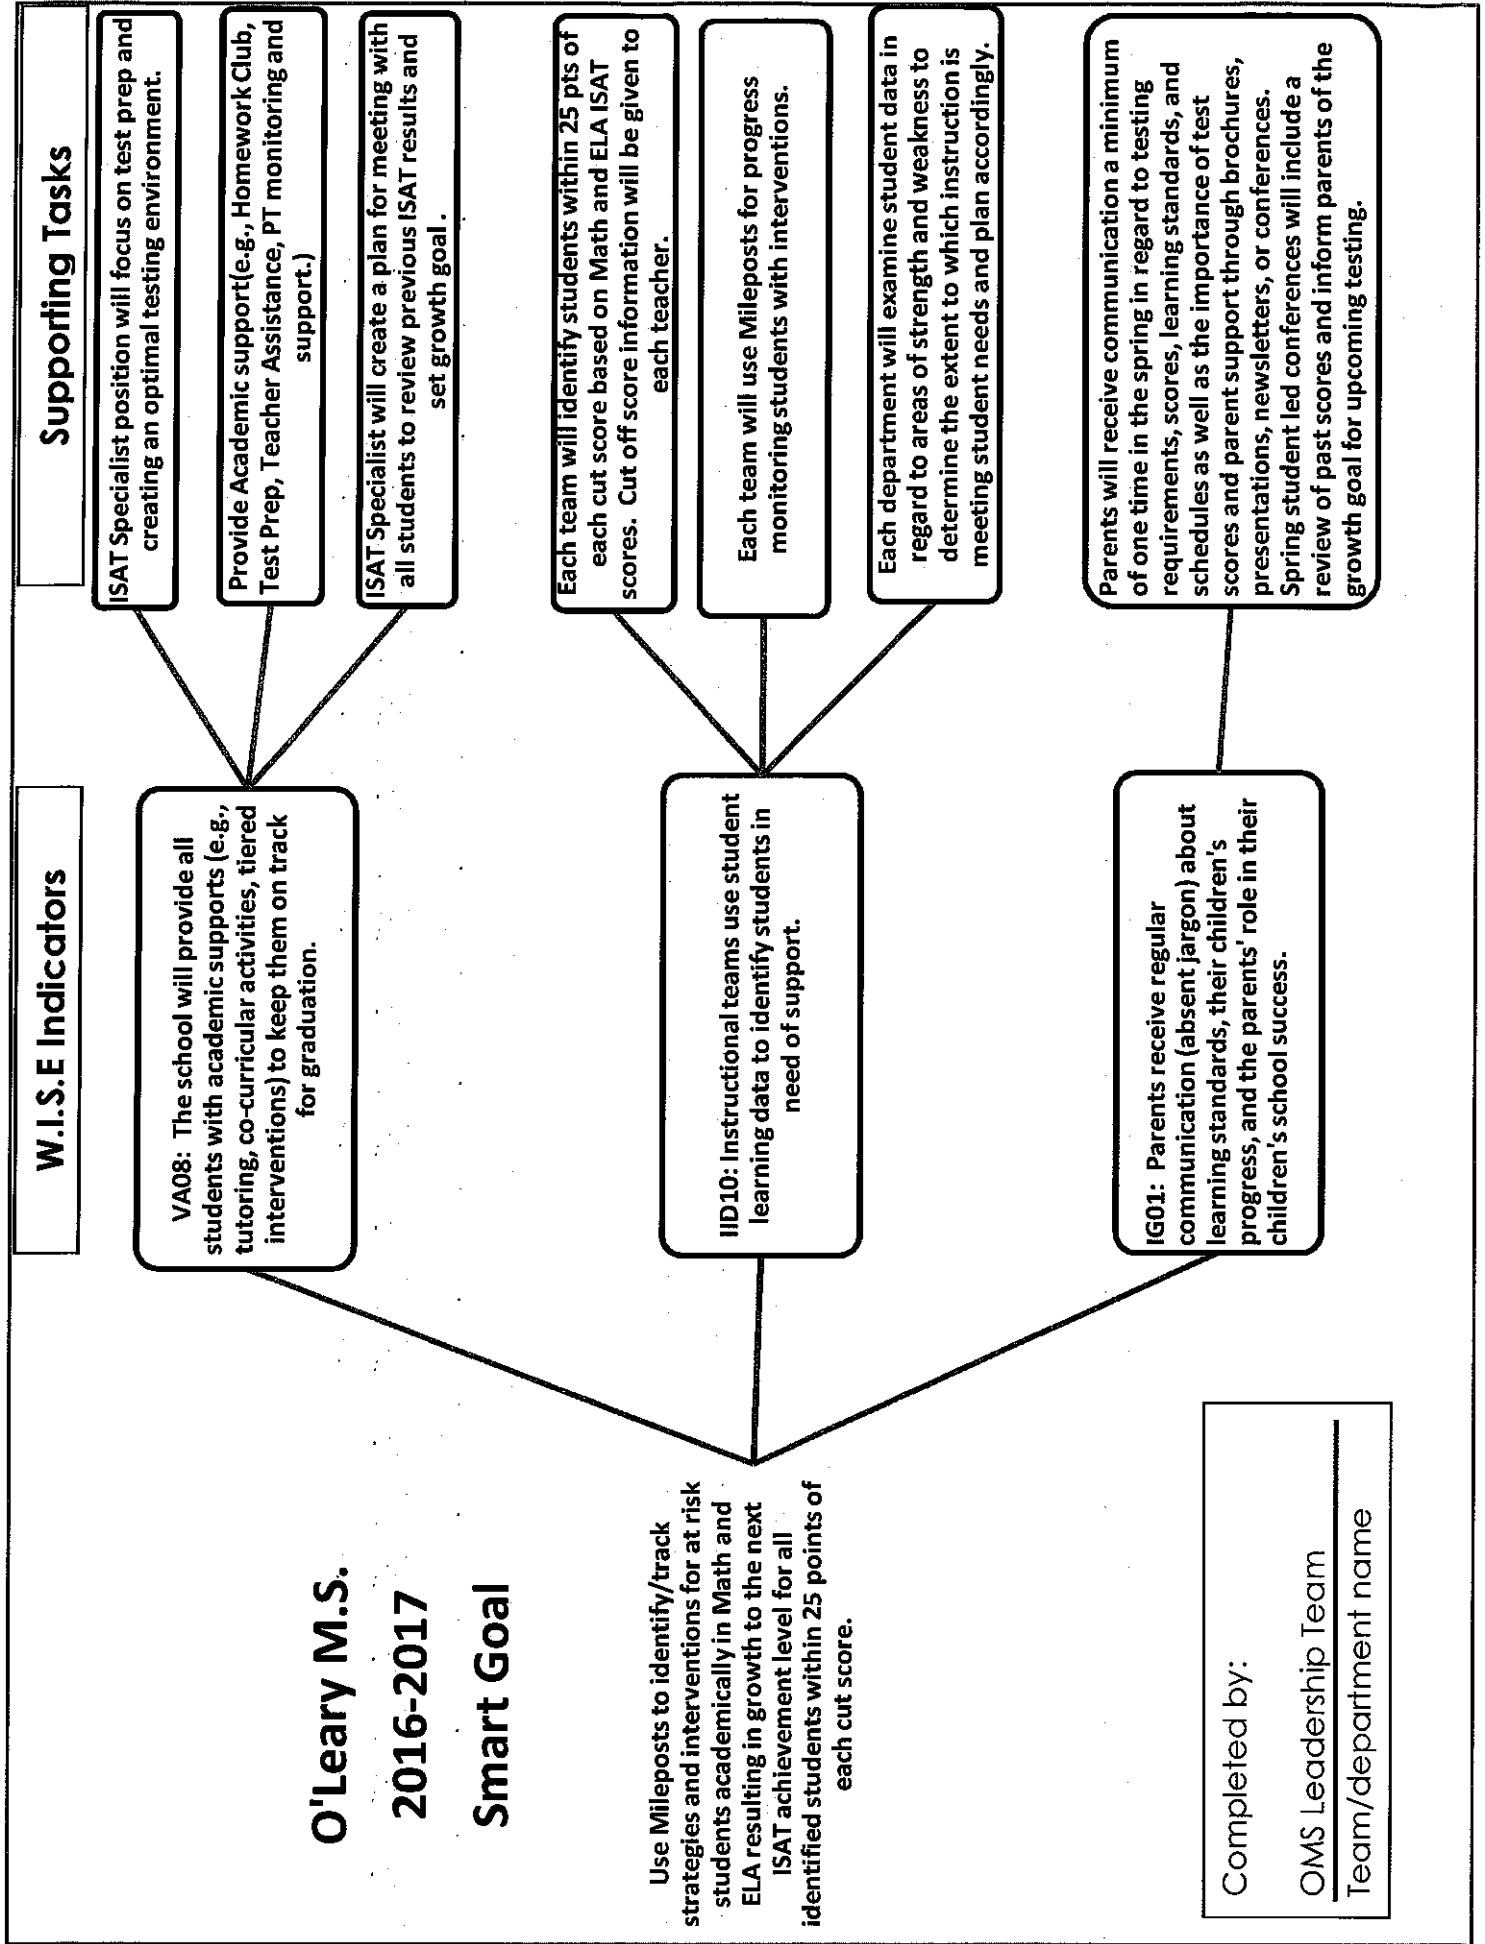 O'Leary M.S.
2016-2017
Smart Goal
Use Mileposts to identify/track
strategies and interventions for at risk
students academically in Math and
ELA resulting in growth to the next
ISAT achievement level for all
identified students within 25 points of
each cut score.
Completed by:
OMS Leadership Team
Team/department name
W.I.S.E Indicators
VA08: The school will provide all
students with academic supports (e.g.,
tutoring, co-curricular activities, tiered
interventions) to keep them on track
for graduation.
IID10: Instructional teams use student
learning data to identify students in
need of support.
IG01: Parents receive regular
communication (absent jargon) about
learning standards, their children's
progress, and the parents' role in their
children's school success.
Supporting Tasks
ISAT Specialist position will focus on test prep and
creating an optimal testing environment.
Provide Academic support(e.g., Homework Club,
Test Prep, Teacher Assistance, PT monitoring and
support.)
ISAT Specialist will create a plan for meeting with
all students to review previous ISAT results and
set growth goal.
Each team will identify students within 25 pts of
each cut score based on Math and ELA ISAT
scores. Cut off score information will be given to
each teacher.
Each team will use Mileposts for progress
monitoring students with interventions.
Each department will examine student data in
regard to areas of strength and weakness to
determine the extent to which instruction is
meeting student needs and plan accordingly.
Parents will receive communication a minimum
of one time in the spring in regard to testing
requirements, scores, learning standards, and
schedules as well as the importance of test
scores and parent support through brochures,
presentations, newsletters, or conferences.
Spring student led conferences will include a
review of past scores and inform parents of the
growth goal for upcoming testing.